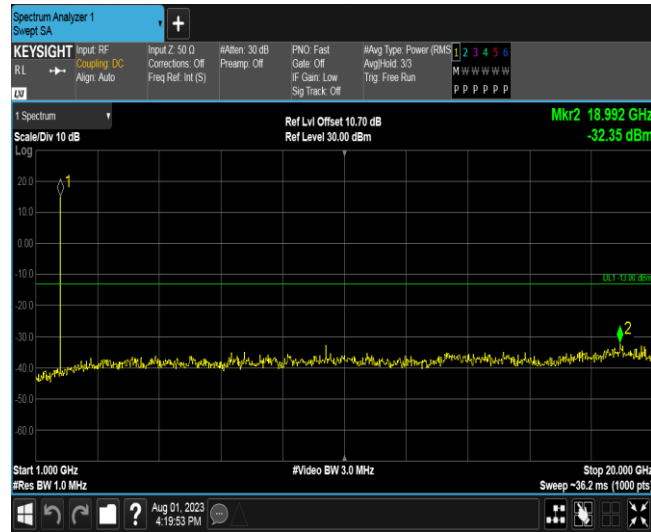 Spectrum Analyzer 1
Swept SA
+
KEYSIGHT Input: RF Input Z: 50 Ω #Atten: 30 dB PNO: Fast #Avg Type: Power (RMS 1 2 3 4 5 6
RL Coupling: DC Corrections: Off Preamp: Off Gate: Off Avg|Hold: 3/3 M W W W W W
Align: Auto Freq Ref: Int (S) IF Gain: Low Trig: Free Run
LXI Sig Track: Off P P P P P P
1 Spectrum Ref Lvl Offset 10.70 dB Mkr2 18.992 GHz
Scale/Div 10 dB Ref Level 30.00 dBm -32.35 dBm
Log
1
20.0
10.0
0.00
-10.0
DL1 -13.00 dBm
-20.0
2
-30.0
-40.0
-50.0
-60.0
Start 1.000 GHz #Video BW 3.0 MHz Stop 20.000 GHz
#Res BW 1.0 MHz Sweep ~36.2 ms (1000 pts)
? Aug 01, 2023
4:19:53 PM